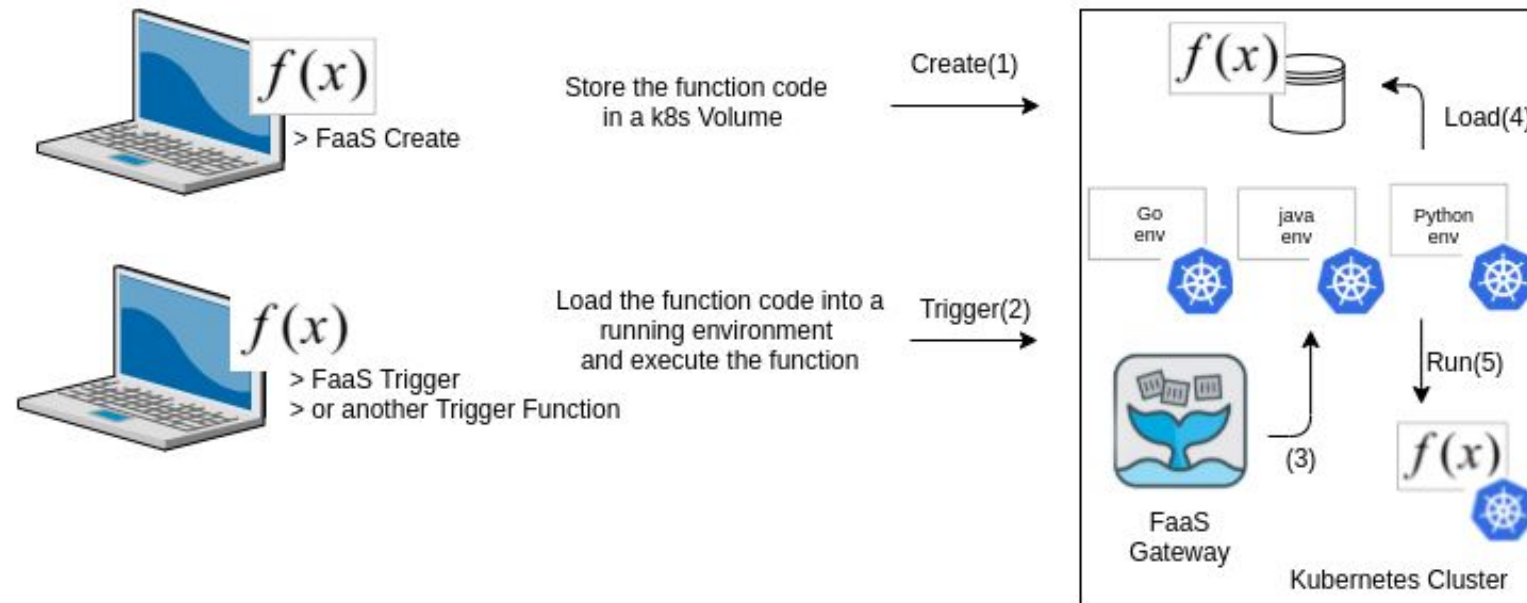 f(x)
> FaaS Create
Store the function code
in a k8s Volume
Create(1)
f(x)
Load(4)
Go
env
java
env
Python
env
f(x)
> FaaS Trigger
> or another Trigger Function
Load the function code into a
running environment
and execute the function
Trigger(2)
(3)
Run(5)
f(x)
FaaS
Gateway
Kubernetes Cluster